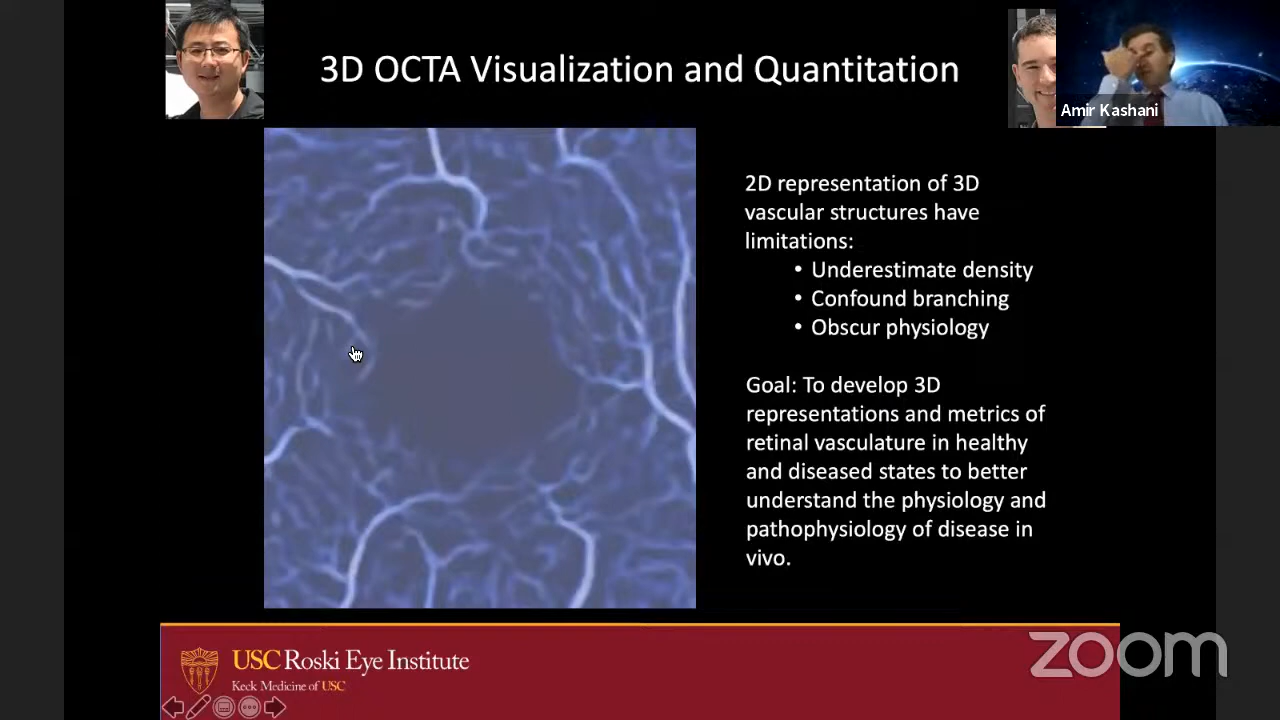 3D OCTA Visualization and Quantitation
Amir Kashani
2D representation of 3D
vascular structures have
limitations:
• Underestimate density
• Confound branching
• Obscur physiology
Goal: To develop 3D
representations and metrics of
retinal vasculature in healthy
and diseased states to better
understand the physiology and
pathophysiology of disease in
vivo.
USC Roski Eye Institute
Keck Medicine of USC
zoom